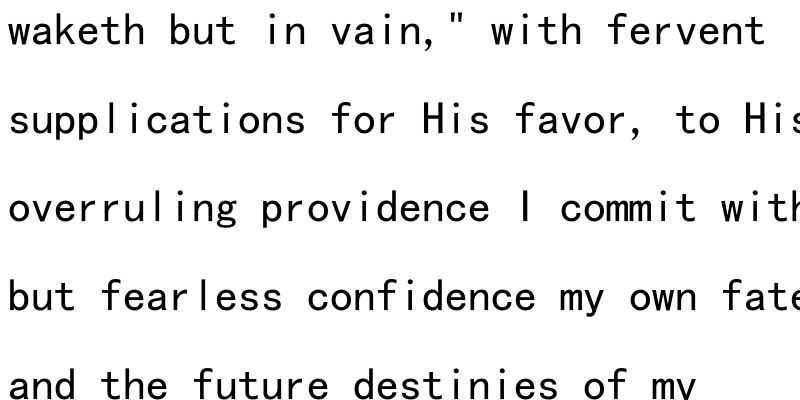 waketh but in vain," with fervent
supplications for His favor, to His
overruling providence I commit with
but fearless confidence my own fate
and the future destinies of my